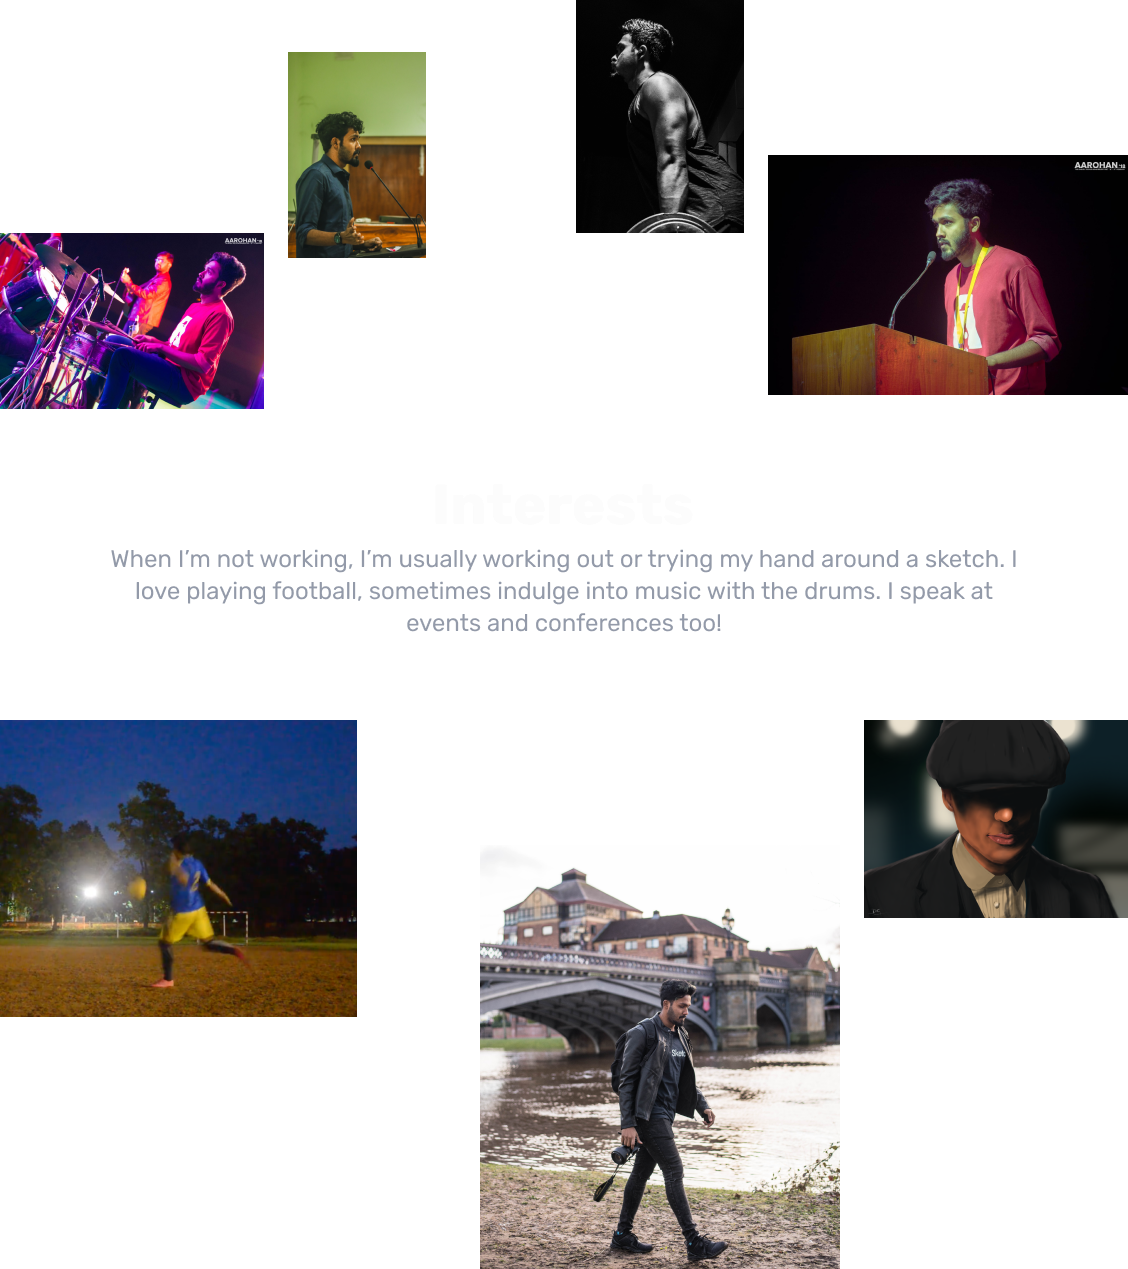 AAROHAN '18
AAROHAN '18
Interests
When I’m not working, I’m usually working out or trying my hand around a sketch. I
love playing football, sometimes indulge into music with the drums. I speak at
events and conferences too!
Sketc